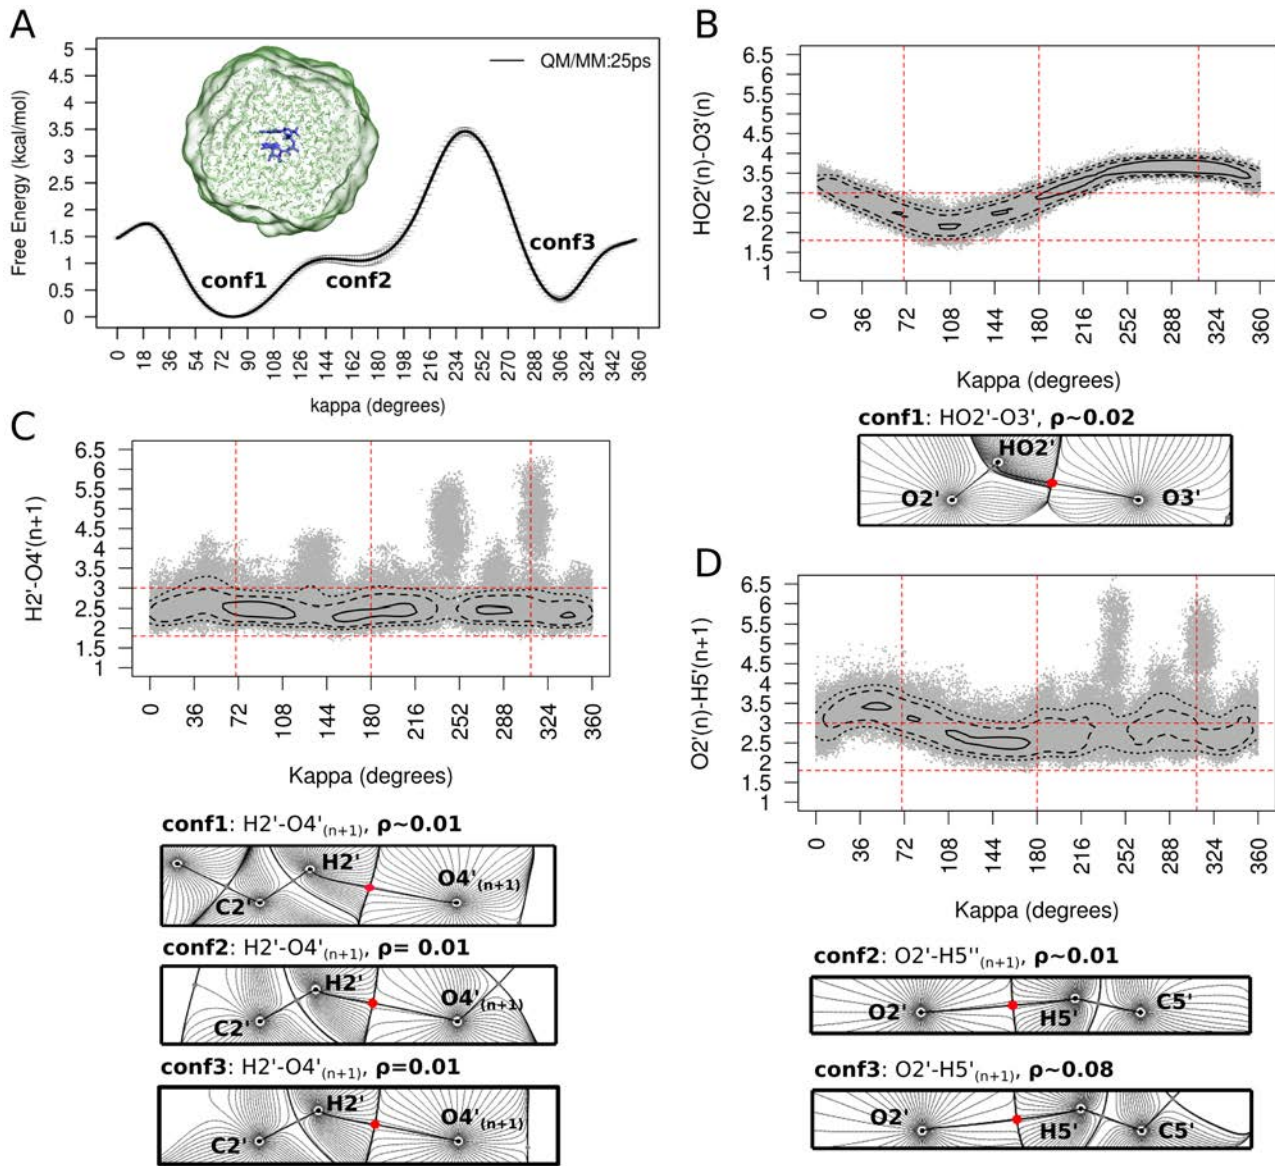 A
5
4.5
4
3.5
3
2.5
2
1.5
1
0.5
0
Free Energy (kcal/mol)
QM/MM:25ps
conf1
conf2
conf3
0 18 36 54 72 90 108 126 144 162 180 198 216 234 252 270 288 306 324 342 360
kappa (degrees)
B
6.5
6
5.5
5
4.5
4
3.5
3
2.5
2
1.5
1
HO2'(n)-O3'(n)
0 36 72 108 144 180 216 252 288 324 360
Kappa (degrees)
conf1: HO2'-O3', ρ~0.02
HO2'
O2'
O3'
C
6.5
6
5.5
5
4.5
4
3.5
3
2.5
2
1.5
1
H2'-O4'(n+1)
0 36 72 108 144 180 216 252 288 324 360
Kappa (degrees)
conf1: H2'-O4'(n+1), ρ~0.01
H2'
O4'(n+1)
C2'
conf2: H2'-O4'(n+1), ρ= 0.01
H2'
O4'(n+1)
C2'
conf3: H2'-O4'(n+1), ρ=0.01
H2'
O4'(n+1)
C2'
D
6.5
6
5.5
5
4.5
4
3.5
3
2.5
2
1.5
1
O2'(n)-H5'(n+1)
0 36 72 108 144 180 216 252 288 324 360
Kappa (degrees)
conf2: O2'-H5''(n+1), ρ~0.01
O2'
H5'
C5'
conf3: O2'-H5'(n+1), ρ~0.08
O2'
H5'
C5'